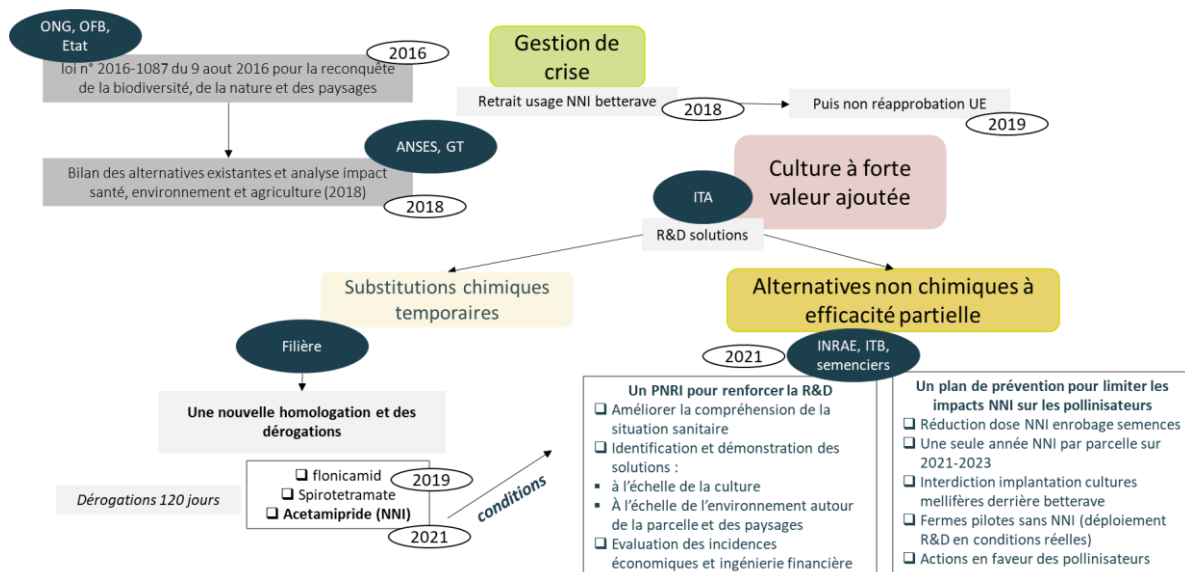 ONG, OFB,
Etat
2016
loi n° 2016-1087 du 9 aout 2016 pour la reconquête
de la biodiversité, de la nature et des paysages
Gestion de
crise
Retrait usage NNI betterave
2018
Puis non réapprobation UE
2019
ANSES, GT
Bilan des alternatives existantes et analyse impact
santé, environnement et agriculture (2018)
2018
Culture à forte
valeur ajoutée
ITA
R&D solutions
Substitutions chimiques
temporaires
Alternatives non chimiques à
efficacité partielle
Filière
2021
INRAE, ITB,
semenciers
Une nouvelle homologation et des
dérogations
Dérogations 120 jours
❑ flonicamid
❑ Spirotetramate
❑ Acetamipride (NNI)
2019
2021
conditions
Un PNRI pour renforcer la R&D
❑ Améliorer la compréhension de la
situation sanitaire
❑ Identification et démonstration des
solutions :
▪ à l'échelle de la culture
▪ À l'échelle de l'environnement autour
de la parcelle et des paysages
❑ Evaluation des incidences
économiques et ingénierie financière
Un plan de prévention pour limiter les
impacts NNI sur les pollinisateurs
❑ Réduction dose NNI enrobage semences
❑ Une seule année NNI par parcelle sur
2021-2023
❑ Interdiction implantation cultures
mellifères derrière betterave
❑ Fermes pilotes sans NNI (déploiement
R&D en conditions réelles)
❑ Actions en faveur des pollinisateurs